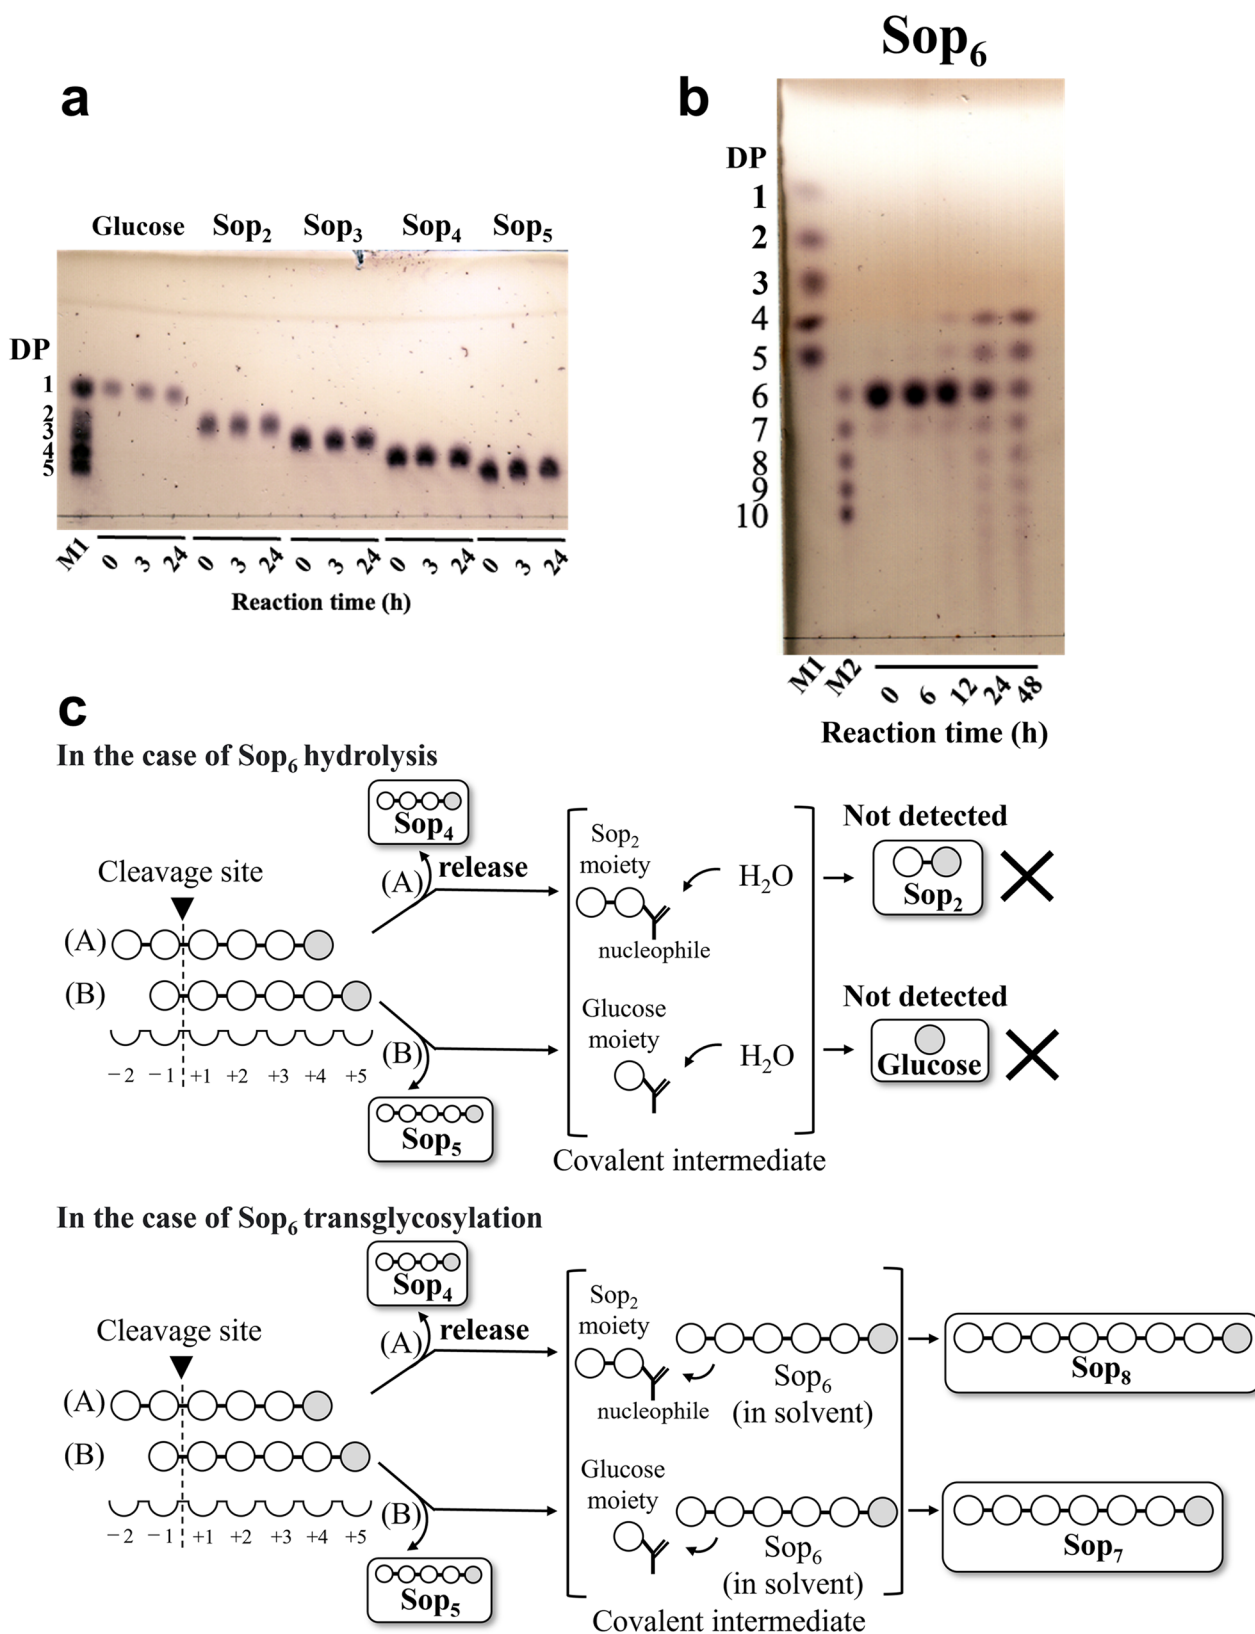 Sop6
a
b
Glucose Sop2 Sop3 Sop4 Sop5
DP
1
2
3
4
5
M1 0 3 24 0 3 24 0 3 24 0 3 24 0 3 24
Reaction time (h)
DP
1
2
3
4
5
6
7
8
9
10
M1 M2 0 6 12 24 48
Reaction time (h)
c
In the case of Sop6 hydrolysis
Sop4
Cleavage site
(A) release
(A)
(B)
−2 −1 +1 +2 +3 +4 +5
(B)
Sop5
Sop2
moiety
H2O
nucleophile
Glucose
moiety
H2O
Covalent intermediate
Not detected
Sop2
Not detected
Glucose
In the case of Sop6 transglycosylation
Sop4
Cleavage site
(A) release
(A)
(B)
−2 −1 +1 +2 +3 +4 +5
(B)
Sop5
Sop2
moiety
nucleophile
Sop6
(in solvent)
Glucose
moiety
Sop6
(in solvent)
Covalent intermediate
Sop8
Sop7